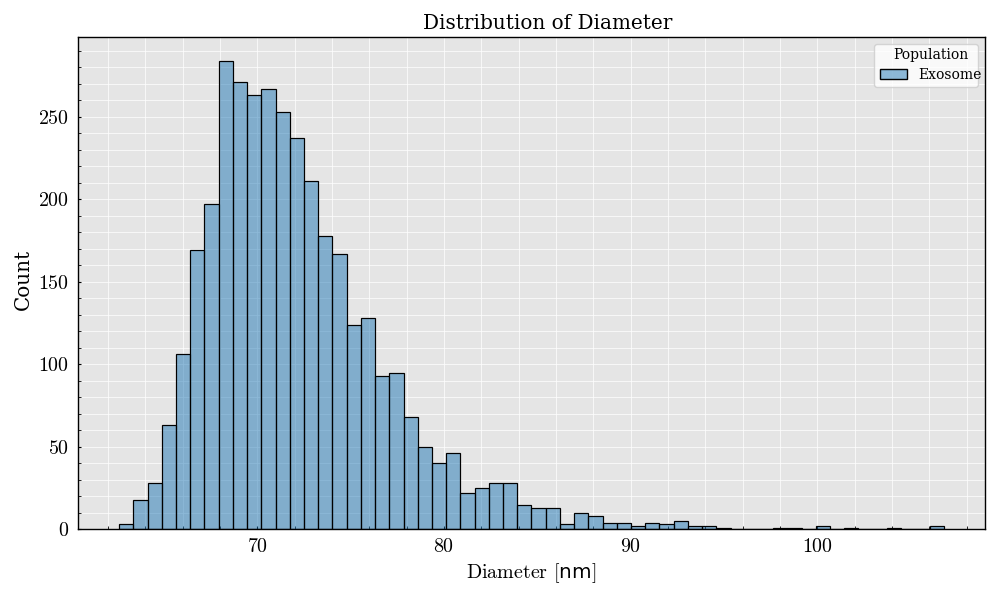 Distribution of Diameter
Population
Exosome
Count
250
200
150
100
50
0
70 80 90 100
Diameter [nm]